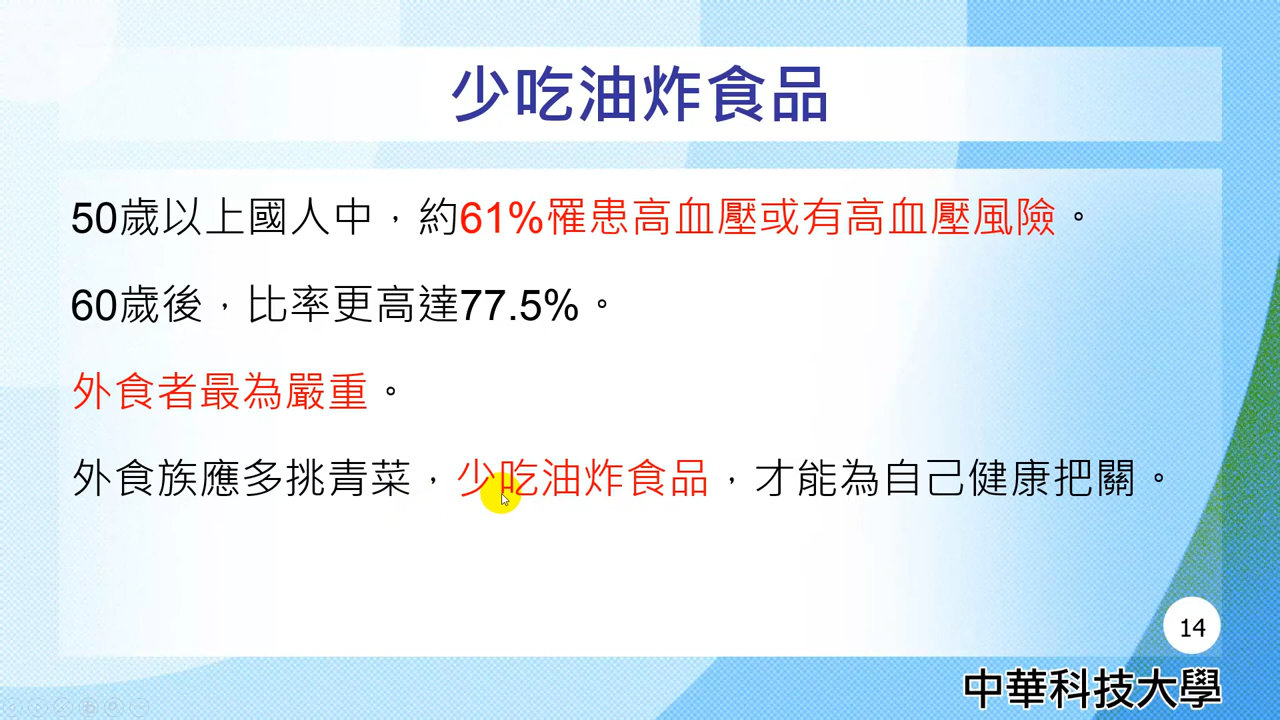 少吃油炸食品
50歲以上國人中，約61%罹患高血壓或有高血壓風險。
60歲後，比率更高達77.5%。
外食者最為嚴重。
外食族應多挑青菜，少吃油炸食品，才能為自己健康把關。
14
中華科技大學